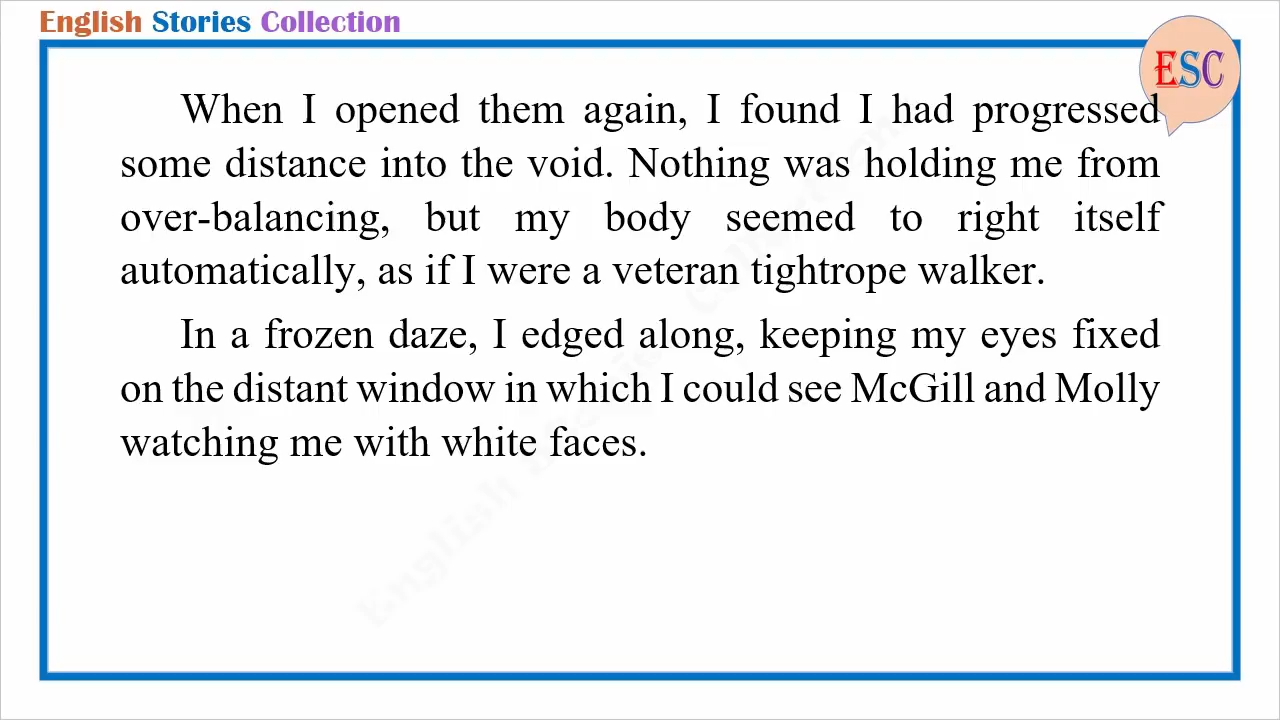 English Stories Collection
ESC
When I opened them again, I found I had progressed
some distance into the void. Nothing was holding me from
over-balancing, but my body seemed to right itself
automatically, as if I were a veteran tightrope walker.
In a frozen daze, I edged along, keeping my eyes fixed
on the distant window in which I could see McGill and Molly
watching me with white faces.
English